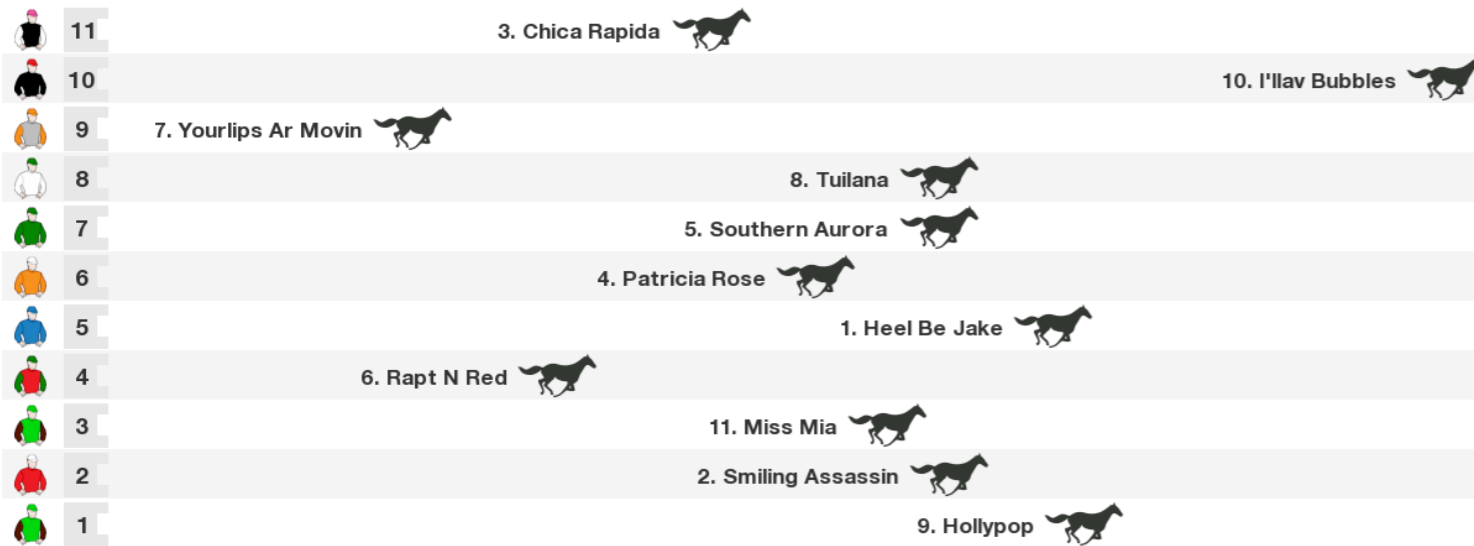 11 3. Chica Rapida
10 10. I'llav Bubbles
9 7. Yourlips Ar Movin
8 8. Tuilana
7 5. Southern Aurora
6 4. Patricia Rose
5 1. Heel Be Jake
4 6. Rapt N Red
3 11. Miss Mia
2 2. Smiling Assassin
1 9. Hollypop